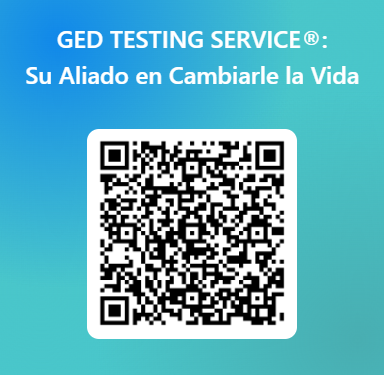 GED TESTING SERVICE®:
Su Aliado en Cambiarle la Vida